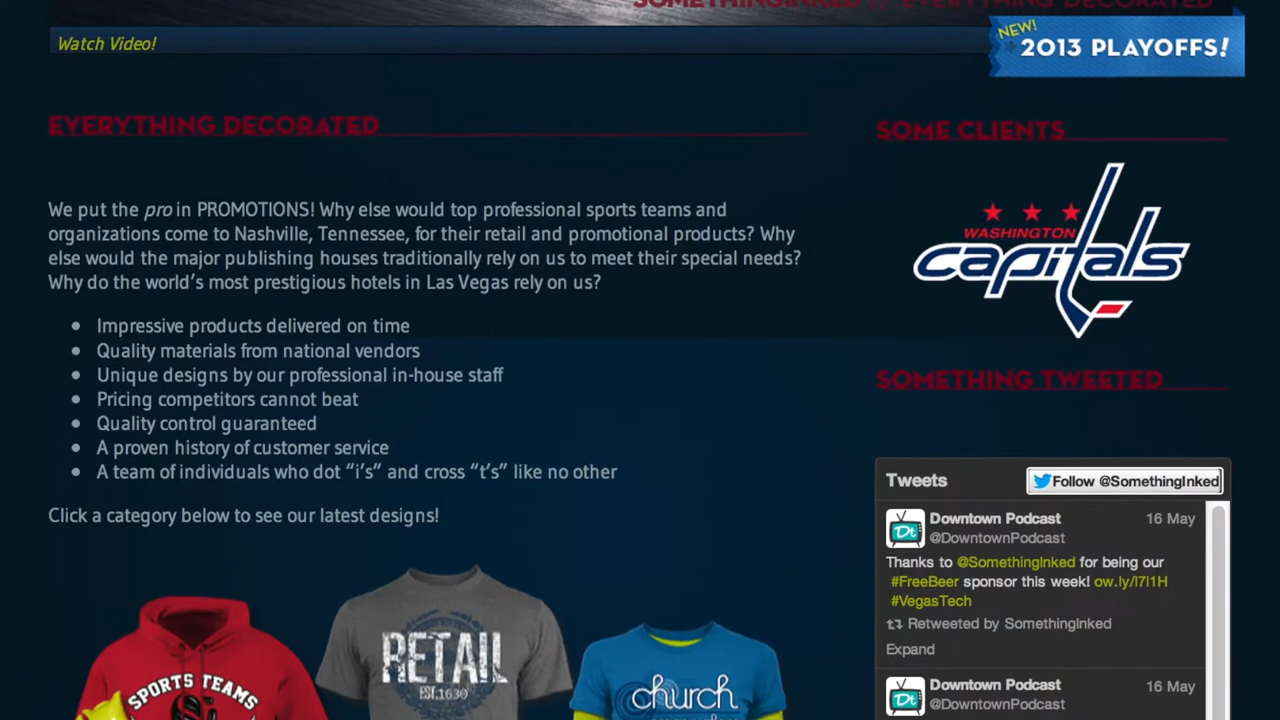 SOMETHINGINKED // EVERYTHING DECORATED
Watch Video!
NEW!
2013 PLAYOFFS!
EVERYTHING DECORATED
We put the pro in PROMOTIONS! Why else would top professional sports teams and
organizations come to Nashville, Tennessee, for their retail and promotional products? Why
else would the major publishing houses traditionally rely on us to meet their special needs?
Why do the world's most prestigious hotels in Las Vegas rely on us?
• Impressive products delivered on time
• Quality materials from national vendors
• Unique designs by our professional in-house staff
• Pricing competitors cannot beat
• Quality control guaranteed
• A proven history of customer service
• A team of individuals who dot “i’s” and cross “t’s” like no other
Click a category below to see our latest designs!
SPORTS TEAMS
RETAIL
EST.1630
church
SOME CLIENTS
WASHINGTON
capitals
SOMETHING TWEETED
Tweets
Follow @SomethingInked
Dt
Downtown Podcast
16 May
@DowntownPodcast
Thanks to @SomethingInked for being our
#FreeBeer sponsor this week! ow.ly/l7l1H
#VegasTech
Retweeted by SomethingInked
Expand
Dt
Downtown Podcast
16 May
@DowntownPodcast